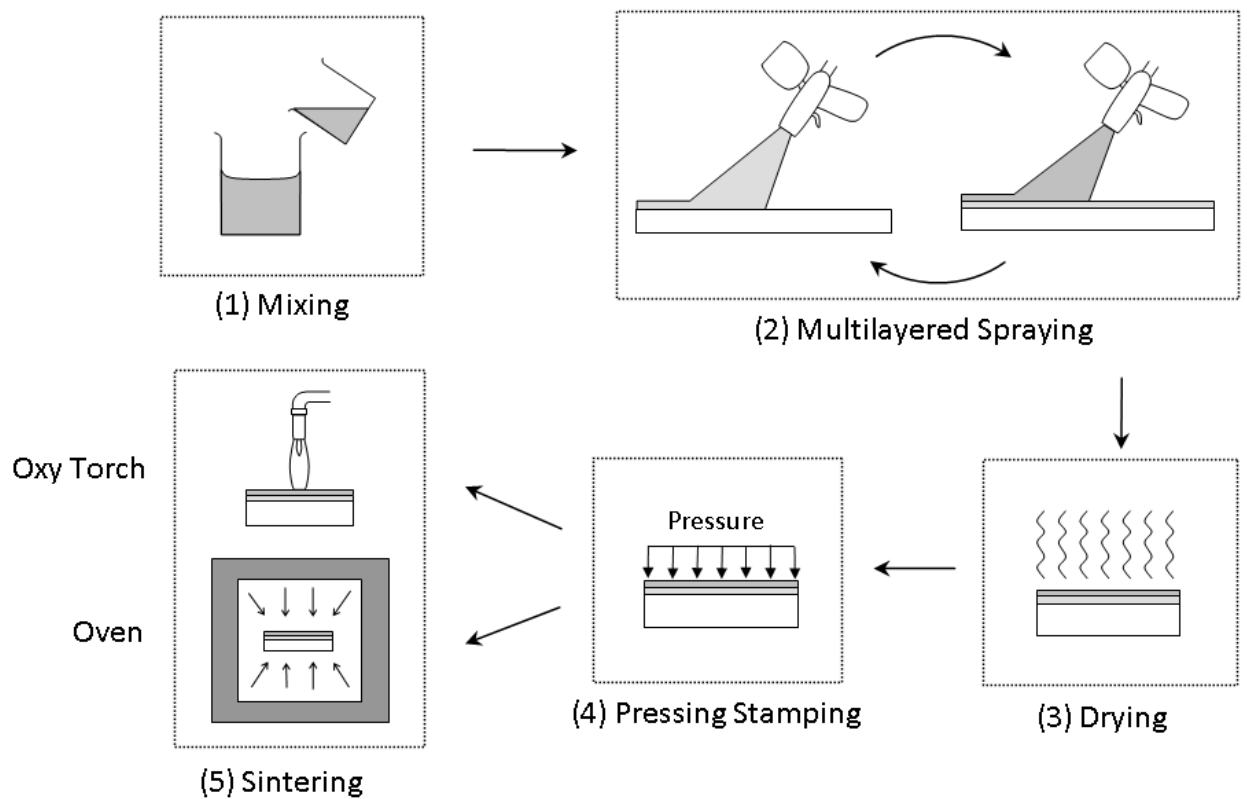 (1) Mixing
(2) Multilayered Spraying
Oxy Torch
Oven
Pressure
(4) Pressing Stamping
(3) Drying
(5) Sintering